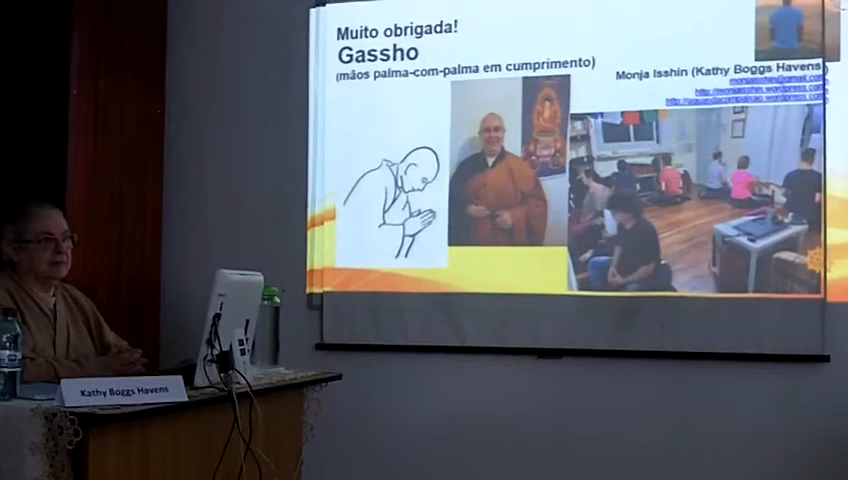 Muito obrigada!
Gassho
(mãos palma-com-palma em cumprimento)
Monja Isshin (Kathy Boggs Havens)
Kathy Boggs Havens